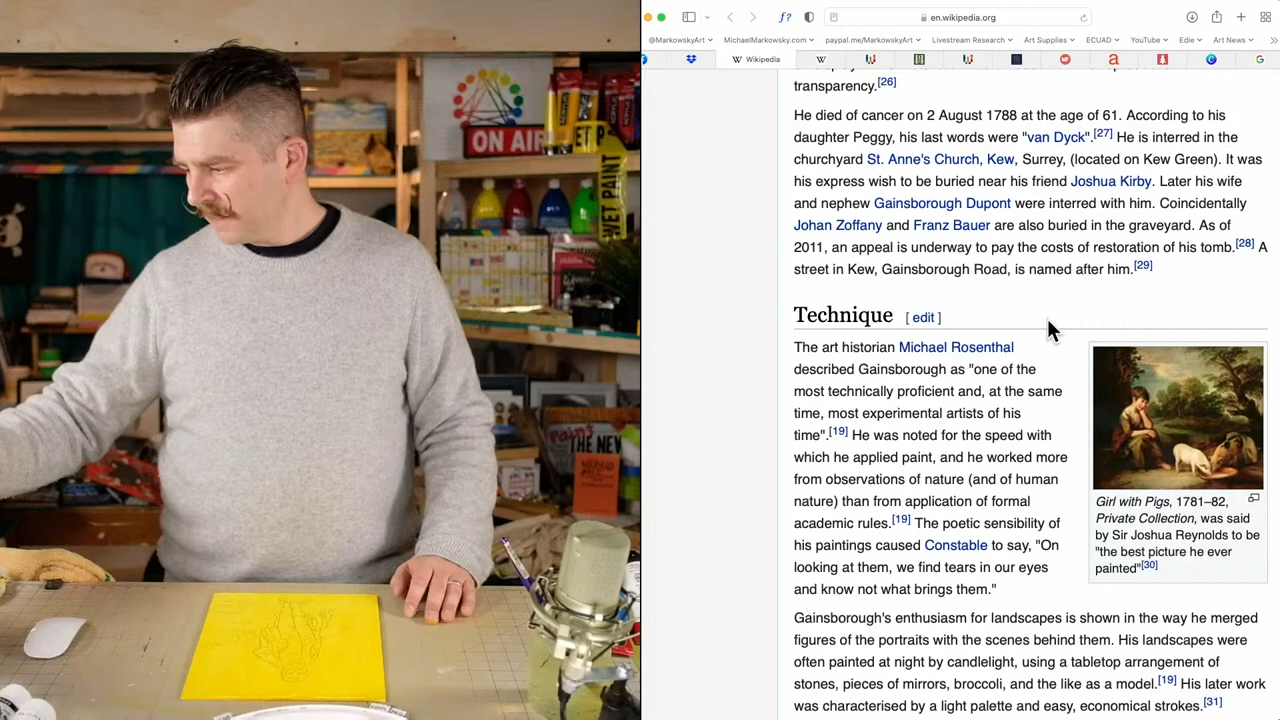 ON AIR
WET PAINT
WET PAINT
THE NEW
en.wikipedia.org
@MarkowskyArt
MichaelMarkowsky.com
paypal.me/MarkowskyArt
Livestream Research
Art Supplies
ECUAD
YouTube
Edie
Art News
Wikipedia
transparency.[26]
He died of cancer on 2 August 1788 at the age of 61. According to his
daughter Peggy, his last words were "van Dyck".[27] He is interred in the
churchyard St. Anne's Church, Kew, Surrey, (located on Kew Green). It was
his express wish to be buried near his friend Joshua Kirby. Later his wife
and nephew Gainsborough Dupont were interred with him. Coincidentally
Johan Zoffany and Franz Bauer are also buried in the graveyard. As of
2011, an appeal is underway to pay the costs of restoration of his tomb.[28] A
street in Kew, Gainsborough Road, is named after him.[29]
Technique [ edit ]
The art historian Michael Rosenthal
described Gainsborough as "one of the
most technically proficient and, at the same
time, most experimental artists of his
time".[19] He was noted for the speed with
which he applied paint, and he worked more
from observations of nature (and of human
nature) than from application of formal
academic rules.[19] The poetic sensibility of
his paintings caused Constable to say, "On
looking at them, we find tears in our eyes
and know not what brings them."
Girl with Pigs, 1781–82,
Private Collection, was said
by Sir Joshua Reynolds to be
"the best picture he ever
painted"[30]
Gainsborough's enthusiasm for landscapes is shown in the way he merged
figures of the portraits with the scenes behind them. His landscapes were
often painted at night by candlelight, using a tabletop arrangement of
stones, pieces of mirrors, broccoli, and the like as a model.[19] His later work
was characterised by a light palette and easy, economical strokes.[31]